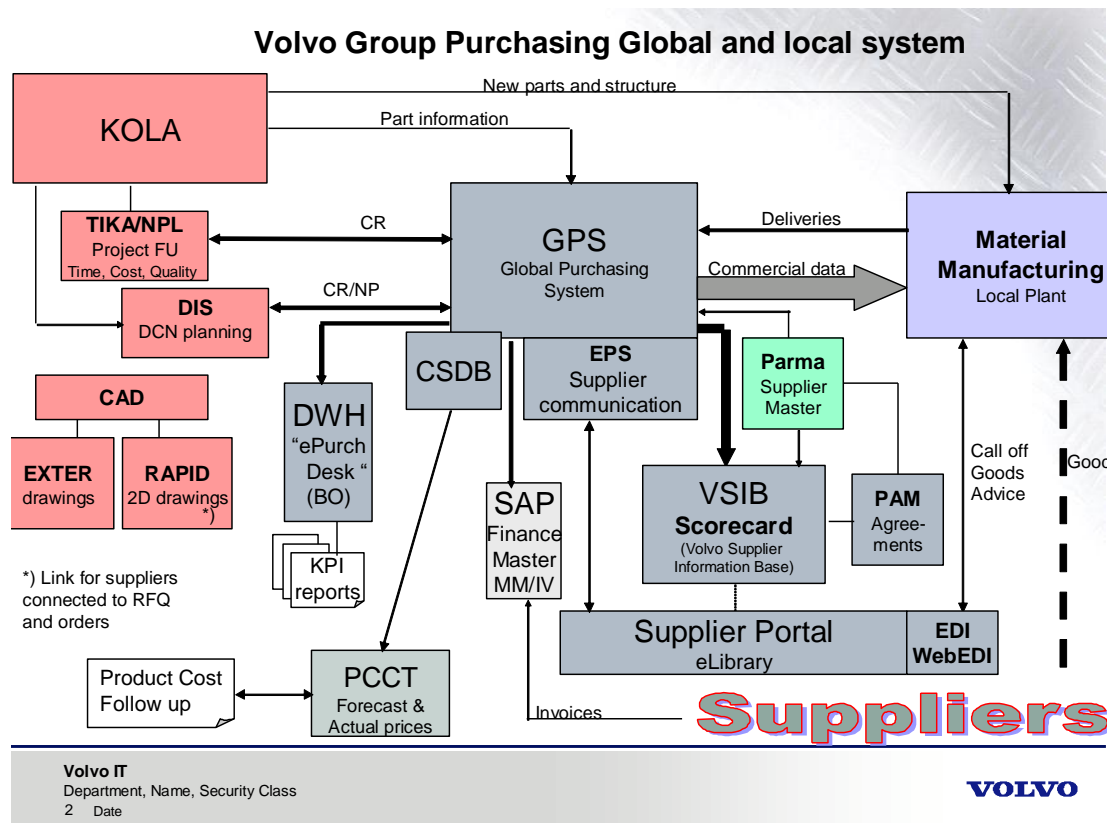 Volvo Group Purchasing Global and local system
New parts and structure
KOLA
Part information
TIKA/NPL
Project FU
Time, Cost, Quality
CR
GPS
Global Purchasing
System
Deliveries
Commercial data
Material
Manufacturing
Local Plant
DIS
DCN planning
CR/NP
CSDB
EPS
Supplier
communication
Parma
Supplier
Master
CAD
EXTER
drawings
RAPID
2D drawings
*)
DWH
“ePurch
Desk “
(BO)
KPI
reports
SAP
Finance
Master
MM/IV
VSIB
Scorecard
(Volvo Supplier
Information Base)
PAM
Agree-
ments
Call off
Goods
Advice
Good
*) Link for suppliers
connected to RFQ
and orders
Supplier Portal
eLibrary
EDI
WebEDI
Product Cost
Follow up
PCCT
Forecast &
Actual prices
Invoices
Suppliers
Volvo IT
Department, Name, Security Class
2 Date
VOLVO